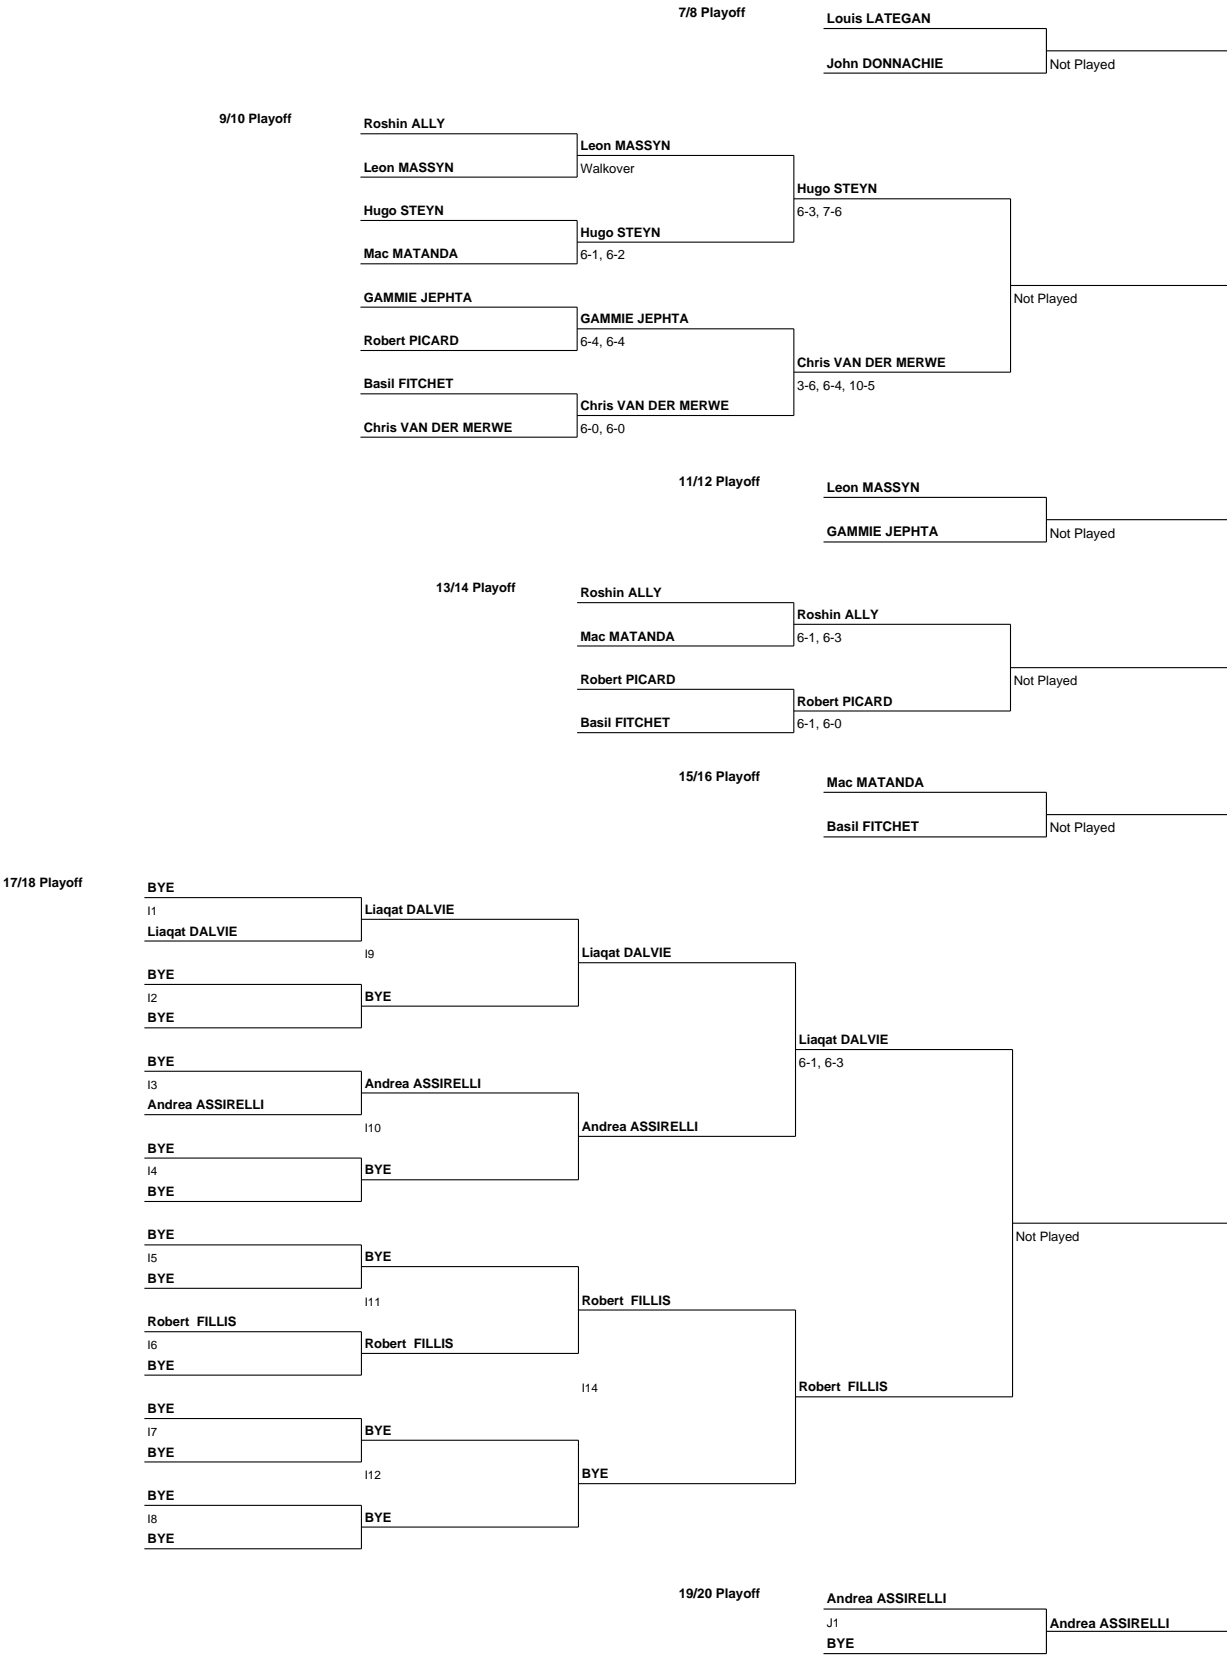 7/8 Playoff
Louis LATEGAN
John DONNACHIE
Not Played
9/10 Playoff
Roshin ALLY
Leon MASSYN
Leon MASSYN
Walkover
Hugo STEYN
6-3, 7-6
Hugo STEYN
Hugo STEYN
Mac MATANDA
6-1, 6-2
GAMMIE JEPHTA
Not Played
GAMMIE JEPHTA
Robert PICARD
6-4, 6-4
Chris VAN DER MERWE
3-6, 6-4, 10-5
Basil FITCHET
Chris VAN DER MERWE
Chris VAN DER MERWE
6-0, 6-0
11/12 Playoff
Leon MASSYN
GAMMIE JEPHTA
Not Played
13/14 Playoff
Roshin ALLY
Roshin ALLY
Mac MATANDA
6-1, 6-3
Robert PICARD
Not Played
Robert PICARD
Basil FITCHET
6-1, 6-0
15/16 Playoff
Mac MATANDA
Basil FITCHET
Not Played
17/18 Playoff
BYE
I1
Liaqat DALVIE
Liaqat DALVIE
I9
Liaqat DALVIE
BYE
I2
BYE
BYE
Liaqat DALVIE
6-1, 6-3
BYE
I3
Andrea ASSIRELLI
Andrea ASSIRELLI
I10
Andrea ASSIRELLI
BYE
I4
BYE
BYE
Not Played
BYE
I5
BYE
BYE
I11
Robert  FILLIS
Robert  FILLIS
I6
Robert  FILLIS
BYE
I14
Robert  FILLIS
BYE
I7
BYE
BYE
I12
BYE
BYE
I8
BYE
BYE
19/20 Playoff
Andrea ASSIRELLI
J1
Andrea ASSIRELLI
BYE